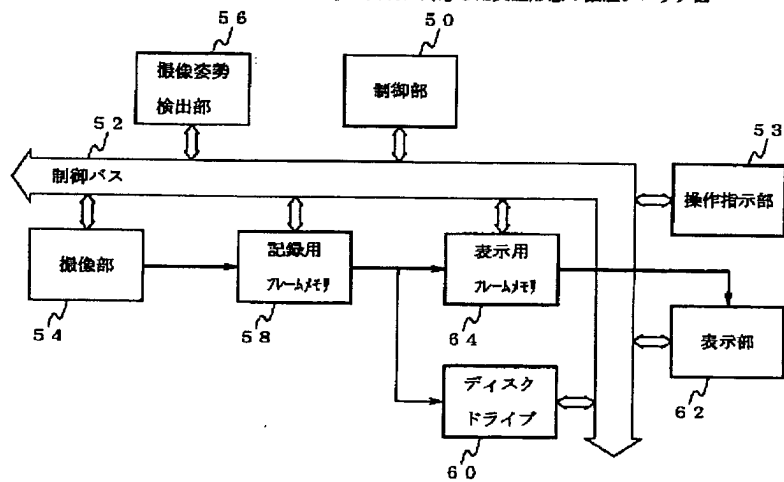 56
50
撮像姿勢
検出部
制御部
52
53
制御バス
操作指示部
撮像部
記録用
フレームメモリ
表示用
フレームメモリ
表示部
54
58
64
ディスク
ドライブ
62
60